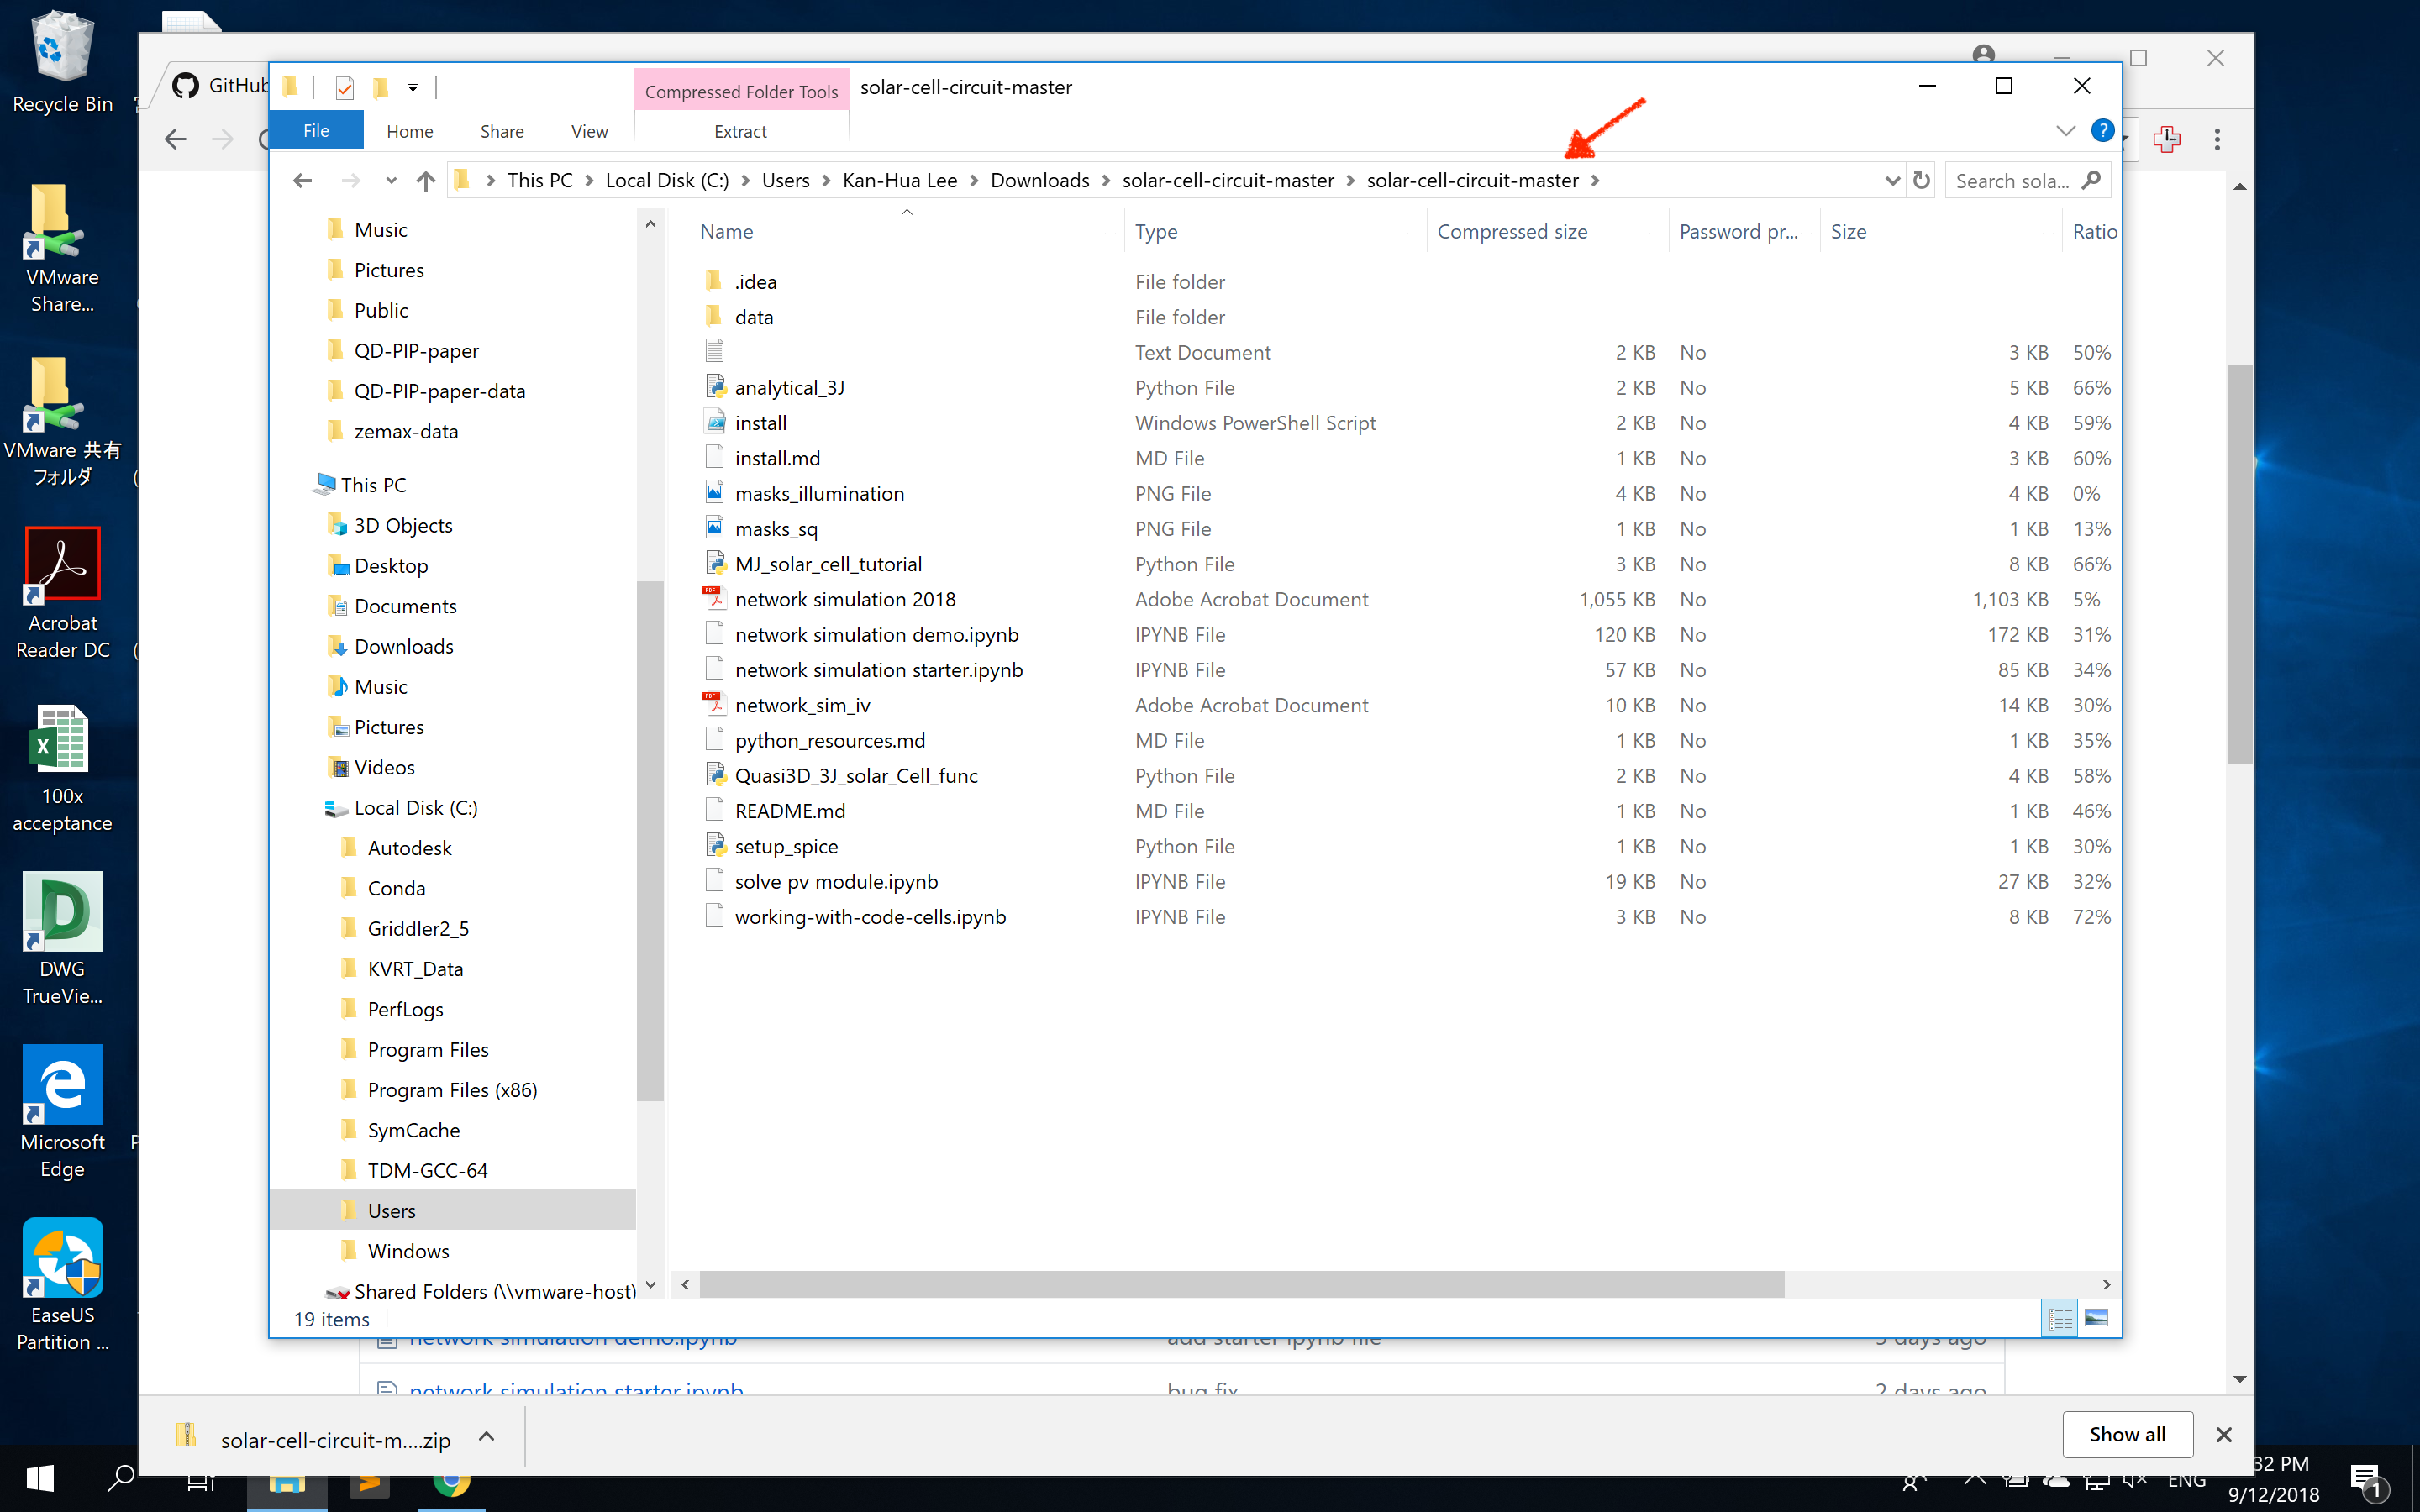 Recycle Bin
VMware
Share...
VMware 共有
フォルダ
Acrobat
Reader DC
100x
acceptance
DWG
TrueVie...
Microsoft
Edge
EaseUS
Partition ...
GitHub
Compressed Folder Tools
solar-cell-circuit-master
File
Home
Share
View
Extract
?
This PC
Local Disk (C:)
Users
Kan-Hua Lee
Downloads
solar-cell-circuit-master
solar-cell-circuit-master
Search sola...
Music
Pictures
Public
QD-PIP-paper
QD-PIP-paper-data
zemax-data
This PC
3D Objects
Desktop
Documents
Downloads
Music
Pictures
Videos
Local Disk (C:)
Autodesk
Conda
Griddler2_5
KVRT_Data
PerfLogs
Program Files
Program Files (x86)
SymCache
TDM-GCC-64
Users
Windows
Shared Folders (\\vmware-host)
Name Type Compressed size Password pr... Size Ratio
.idea File folder
data File folder
Text Document 2 KB No 3 KB 50%
analytical_3J Python File 2 KB No 5 KB 66%
install Windows PowerShell Script 2 KB No 4 KB 59%
install.md MD File 1 KB No 3 KB 60%
masks_illumination PNG File 4 KB No 4 KB 0%
masks_sq PNG File 1 KB No 1 KB 13%
MJ_solar_cell_tutorial Python File 3 KB No 8 KB 66%
network simulation 2018 Adobe Acrobat Document 1,055 KB No 1,103 KB 5%
network simulation demo.ipynb IPYNB File 120 KB No 172 KB 31%
network simulation starter.ipynb IPYNB File 57 KB No 85 KB 34%
network_sim_iv Adobe Acrobat Document 10 KB No 14 KB 30%
python_resources.md MD File 1 KB No 1 KB 35%
Quasi3D_3J_solar_Cell_func Python File 2 KB No 4 KB 58%
README.md MD File 1 KB No 1 KB 46%
setup_spice Python File 1 KB No 1 KB 30%
solve pv module.ipynb IPYNB File 19 KB No 27 KB 32%
working-with-code-cells.ipynb IPYNB File 3 KB No 8 KB 72%
19 items
network simulation demo.ipynb add starter ipynb file days ago
network simulation starter.ipynb bug fix 2 days ago
solar-cell-circuit-m....zip
Show all
ENG
32 PM
9/12/2018
1